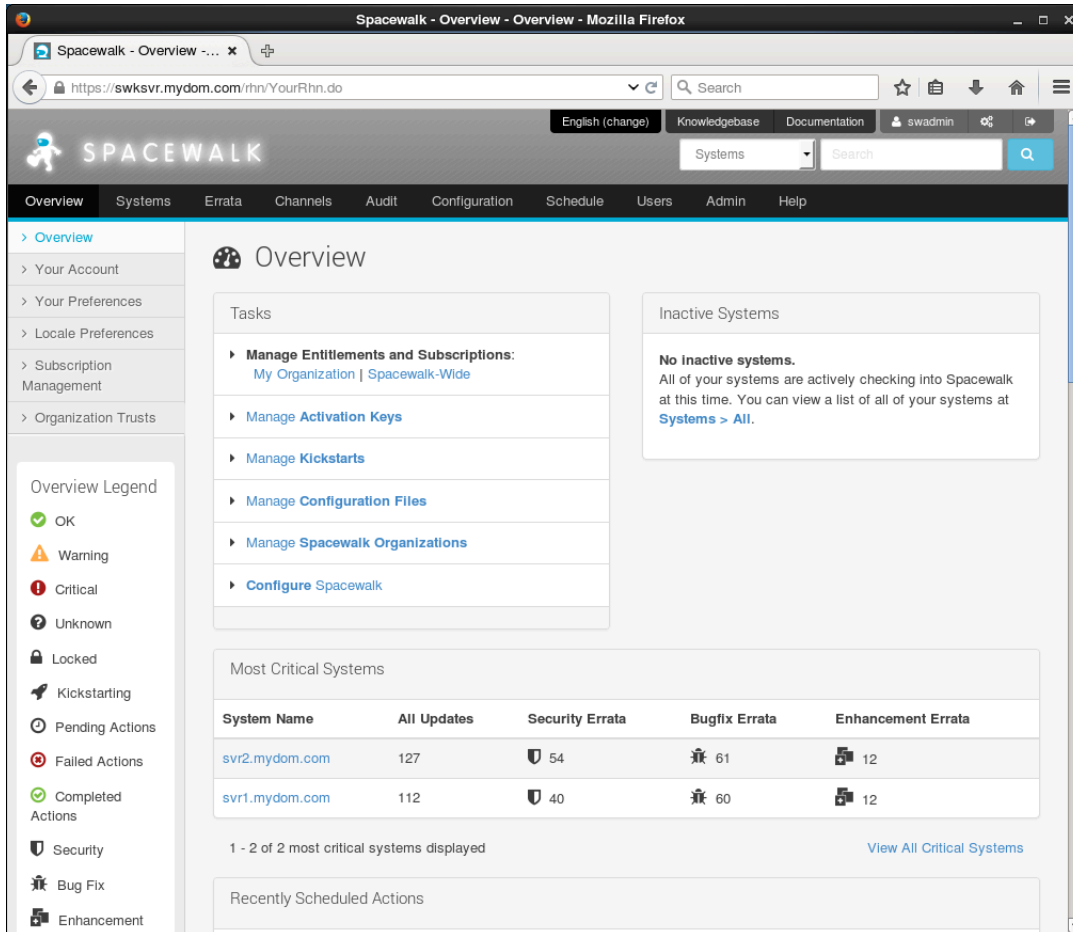 Spacewalk - Overview - Overview - Mozilla Firefox
Spacewalk - Overview -...
https://swksvr.mydom.com/rhn/YourRhn.do
Search
English (change) Knowledgebase Documentation swadmin
SPACEWALK
Systems Search
Overview Systems Errata Channels Audit Configuration Schedule Users Admin Help
> Overview
> Your Account
> Your Preferences
> Locale Preferences
> Subscription
Management
> Organization Trusts
Overview Legend
OK
Warning
Critical
Unknown
Locked
Kickstarting
Pending Actions
Failed Actions
Completed
Actions
Security
Bug Fix
Enhancement
Overview
Tasks
Manage Entitlements and Subscriptions:
My Organization | Spacewalk-Wide
Manage Activation Keys
Manage Kickstarts
Manage Configuration Files
Manage Spacewalk Organizations
Configure Spacewalk
Inactive Systems
No inactive systems.
All of your systems are actively checking into Spacewalk
at this time. You can view a list of all of your systems at
Systems > All.
Most Critical Systems
System Name All Updates Security Errata Bugfix Errata Enhancement Errata
svr2.mydom.com 127 54 61 12
svr1.mydom.com 112 40 60 12
1 - 2 of 2 most critical systems displayed View All Critical Systems
Recently Scheduled Actions